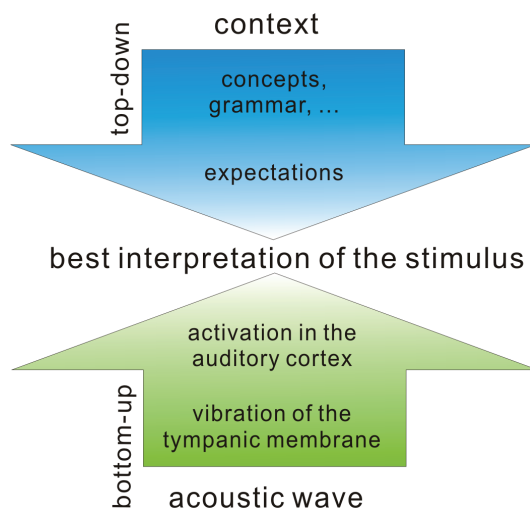 context
top-down
concepts,
grammar, ...
expectations
best interpretation of the stimulus
activation in the
auditory cortex
bottom-up
vibration of the
tympanic membrane
acoustic wave